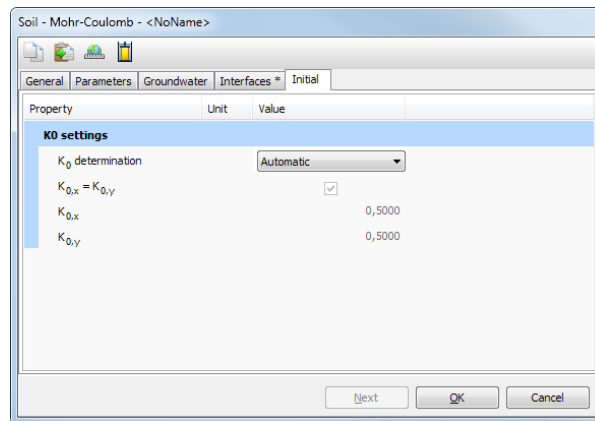 Soil - Mohr-Coulomb - <NoName>
General Parameters Groundwater Interfaces * Initial
Property Unit Value
K0 settings
K0 determination Automatic
K0,x = K0,y
K0,x 0,5000
K0,y 0,5000
Next OK Cancel